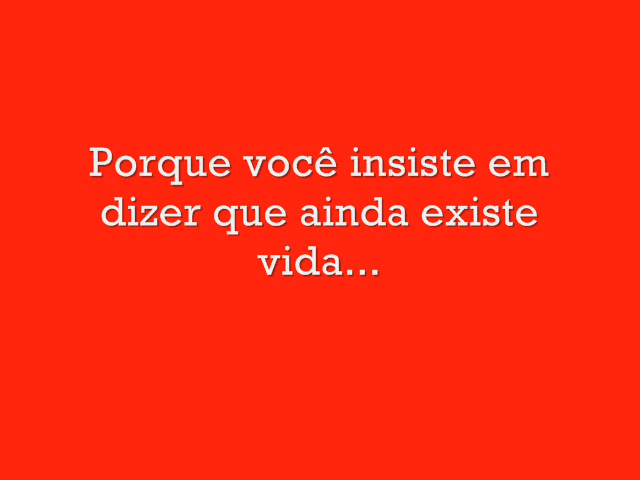 Porque você insiste em
dizer que ainda existe
vida...